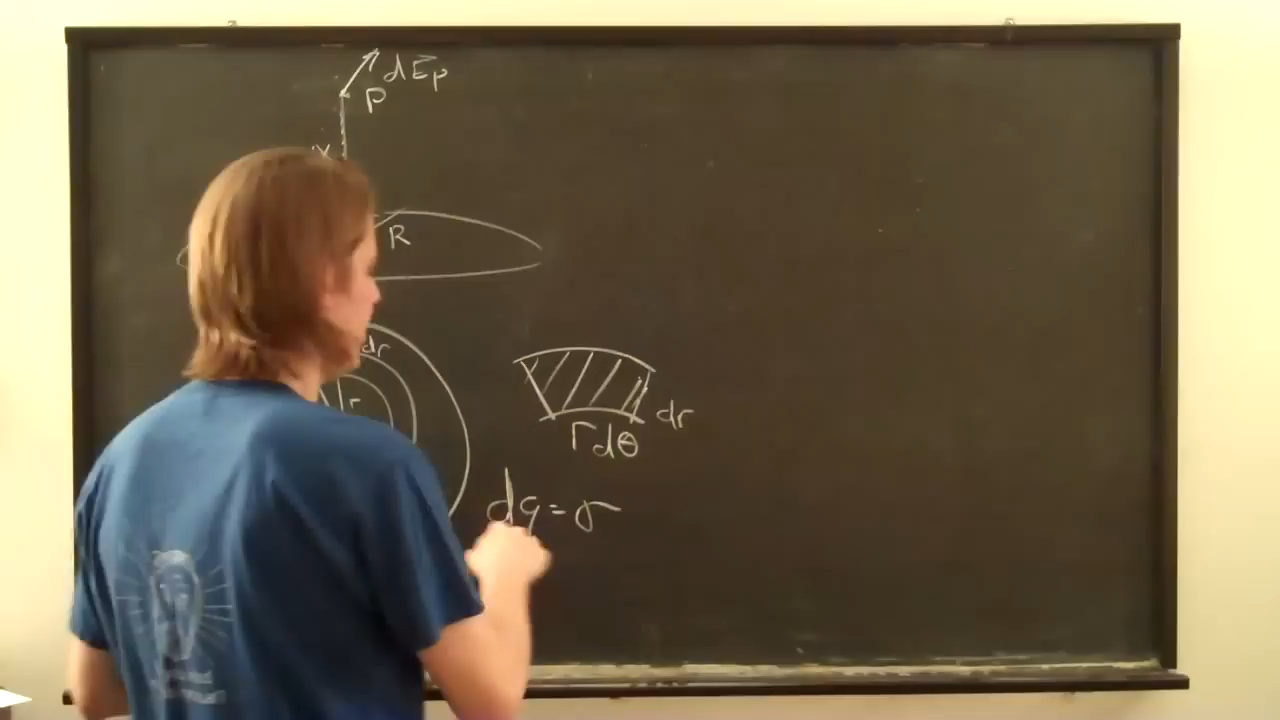 dE⃗p
P
x
R
dr
r
dr
rdθ
dq = σ